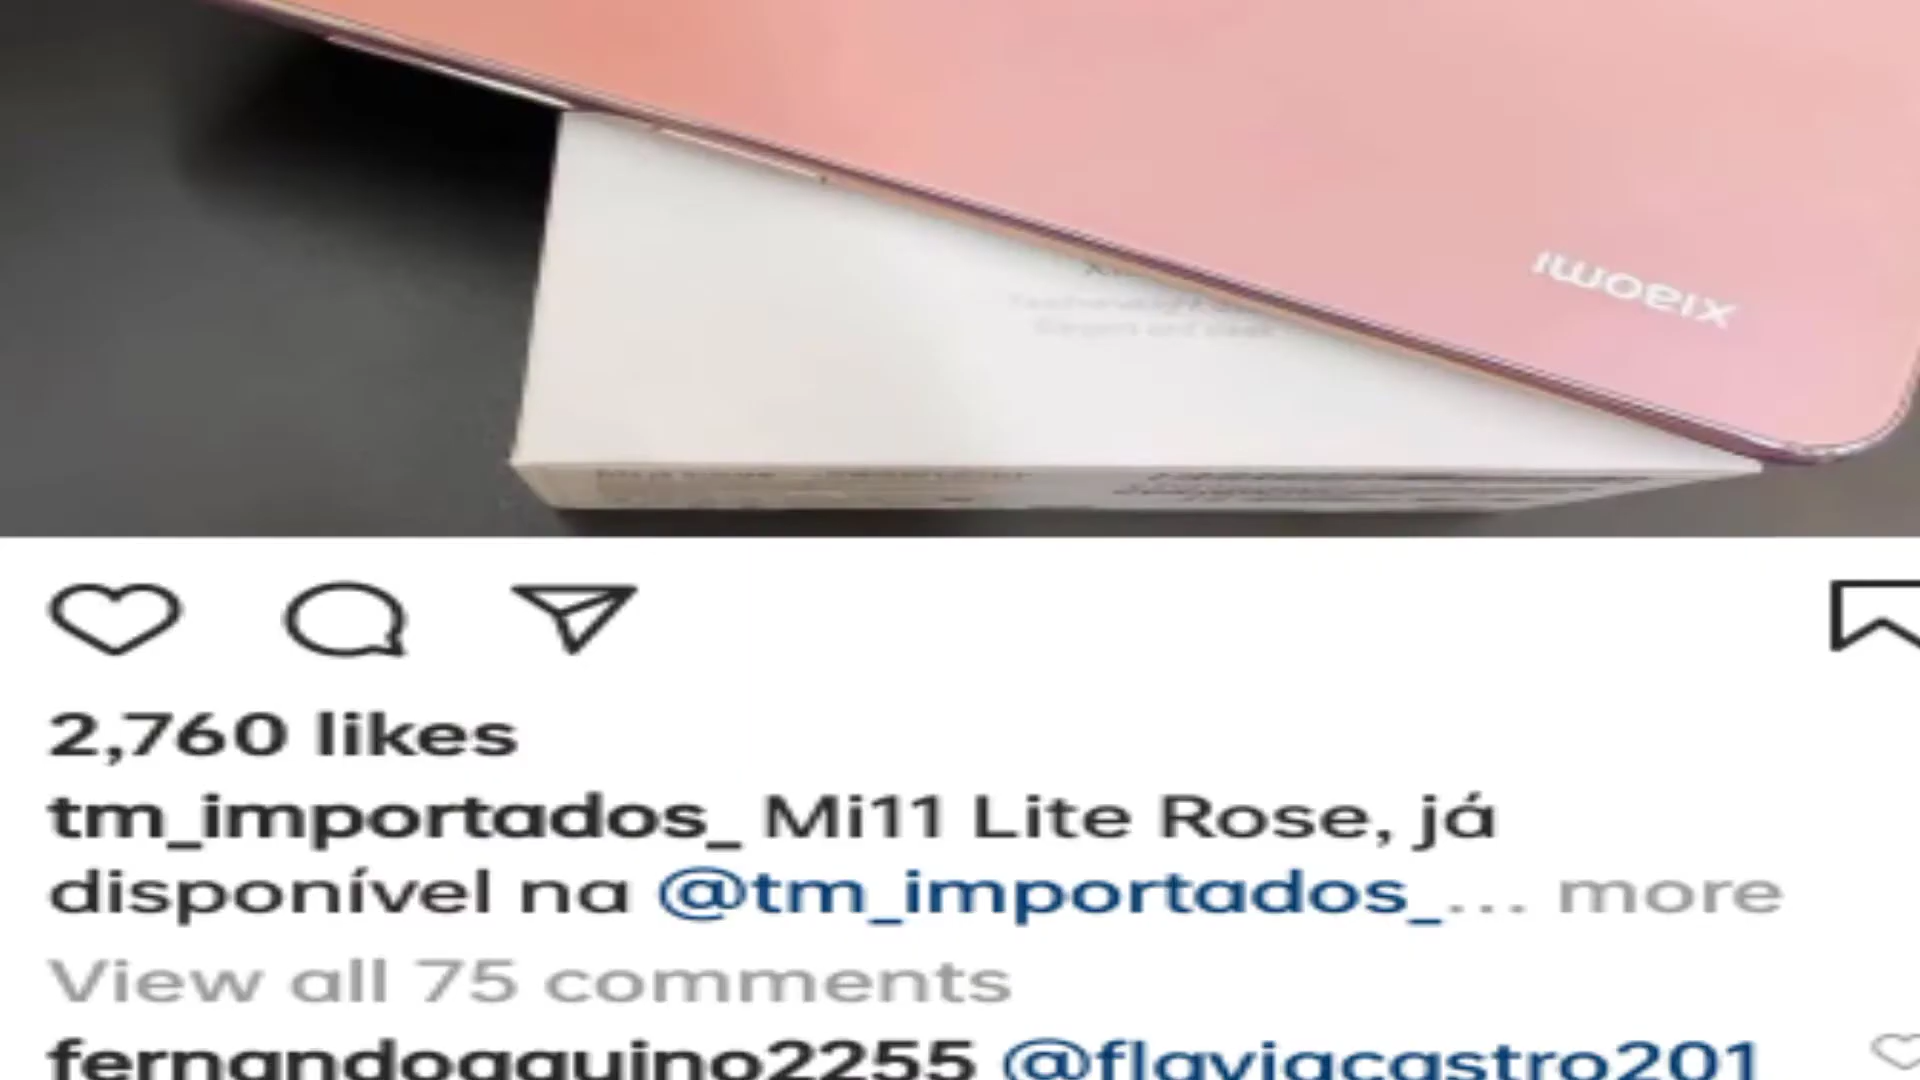 xiaomi
2,760 likes
tm_importados_ Mi11 Lite Rose, já
disponível na @tm_importados_... more
View all 75 comments
fernandoaquino2255 @flaviacastro201